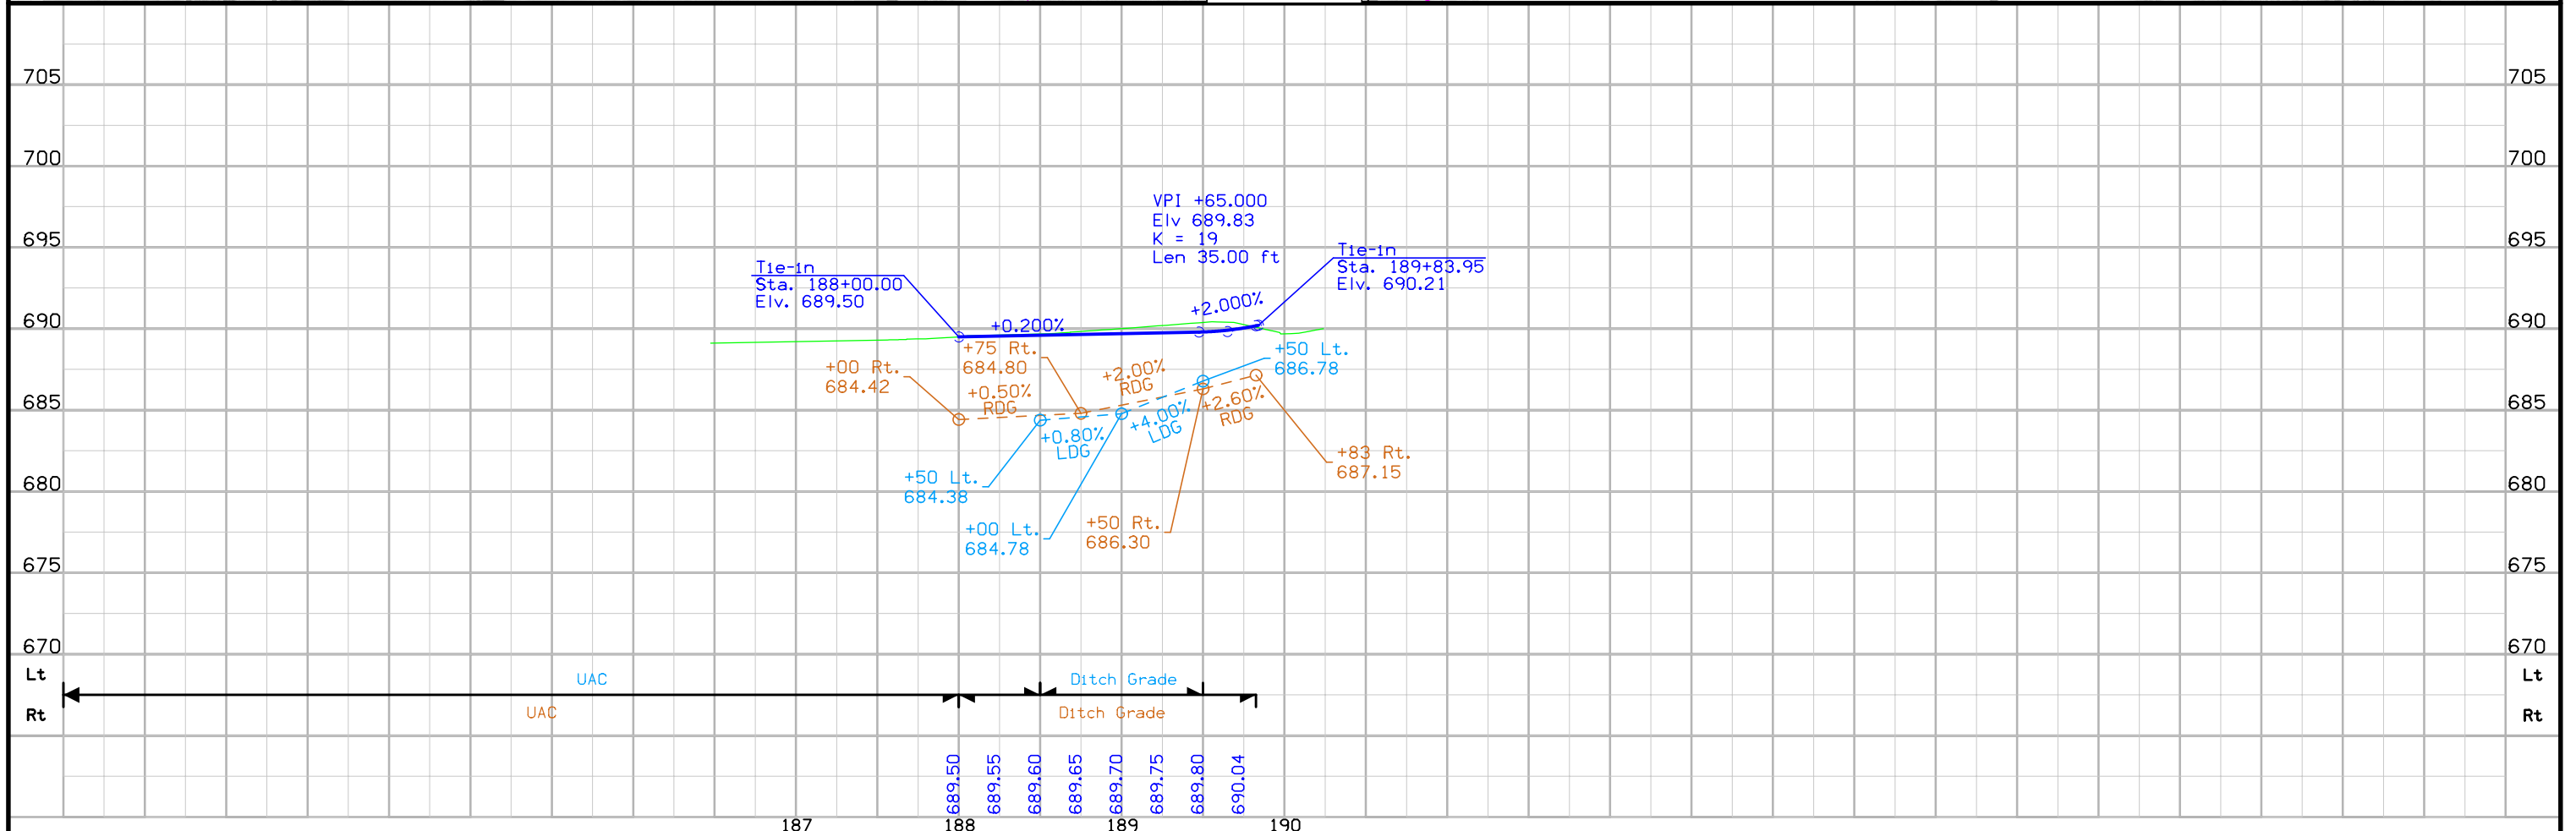 705
705
700
700
VPI +65.000
Elv 689.83
K = 19
Len 35.00 ft
695
695
Tie-in
Sta. 189+83.95
Elv. 690.21
Tie-in
Sta. 188+00.00
Elv. 689.50
+2.000%
+0.200%
690
690
+75 Rt.
684.80
+50 Lt.
686.78
+00 Rt.
684.42
+2.00%
RDG
+0.50%
RDG
+2.60%
RDG
685
685
+4.00%
LDG
+0.80%
LDG
+83 Rt.
687.15
+50 Lt.
684.38
680
680
+00 Lt.
684.78
+50 Rt.
686.30
675
675
670
670
Lt
UAC
Ditch Grade
Lt
Rt
UAC
Ditch Grade
Rt
689.50
689.55
689.60
689.65
689.70
689.75
689.80
690.04
187
188
189
190